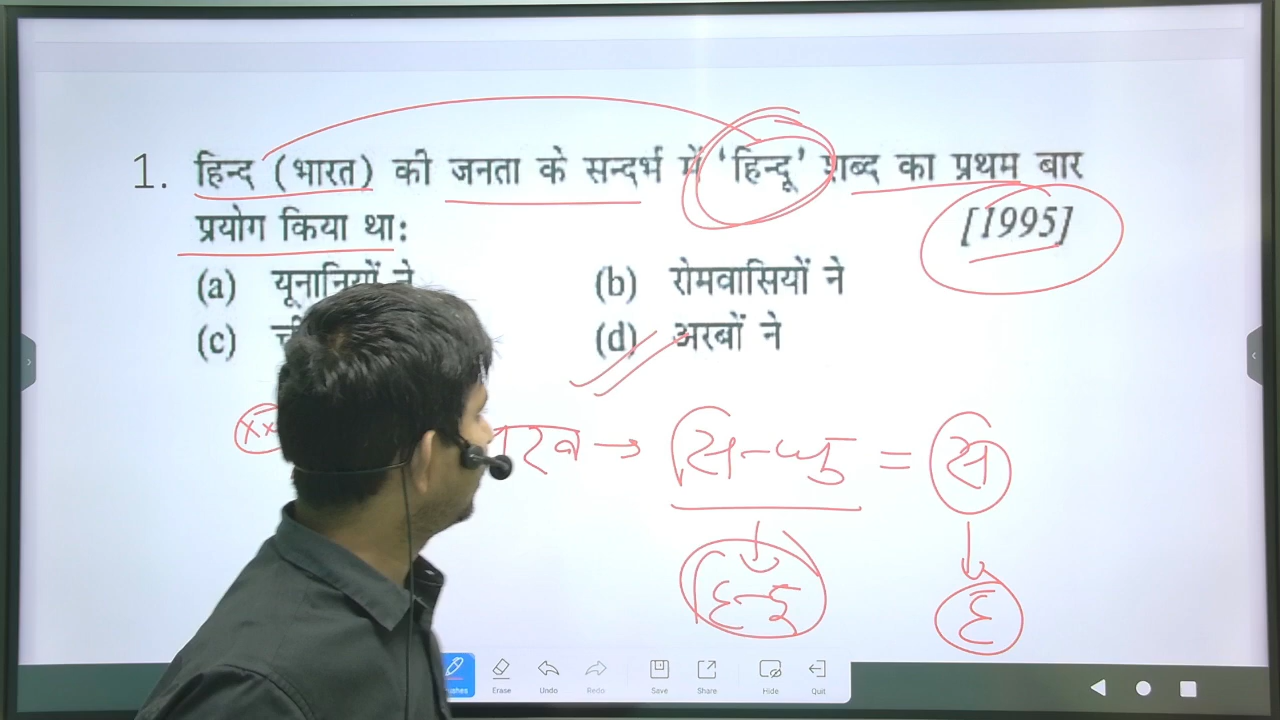 1. हिन्द (भारत) की जनता के सन्दर्भ में 'हिन्दू' शब्द का प्रथम बार
प्रयोग किया था: [1995]
(a) यूनानियों ने (b) रोमवासियों ने
(c) (d) अरबों ने
→ सिन्धु = स
हिन्दू ह
Erase Undo Redo Save Share Hide Quit